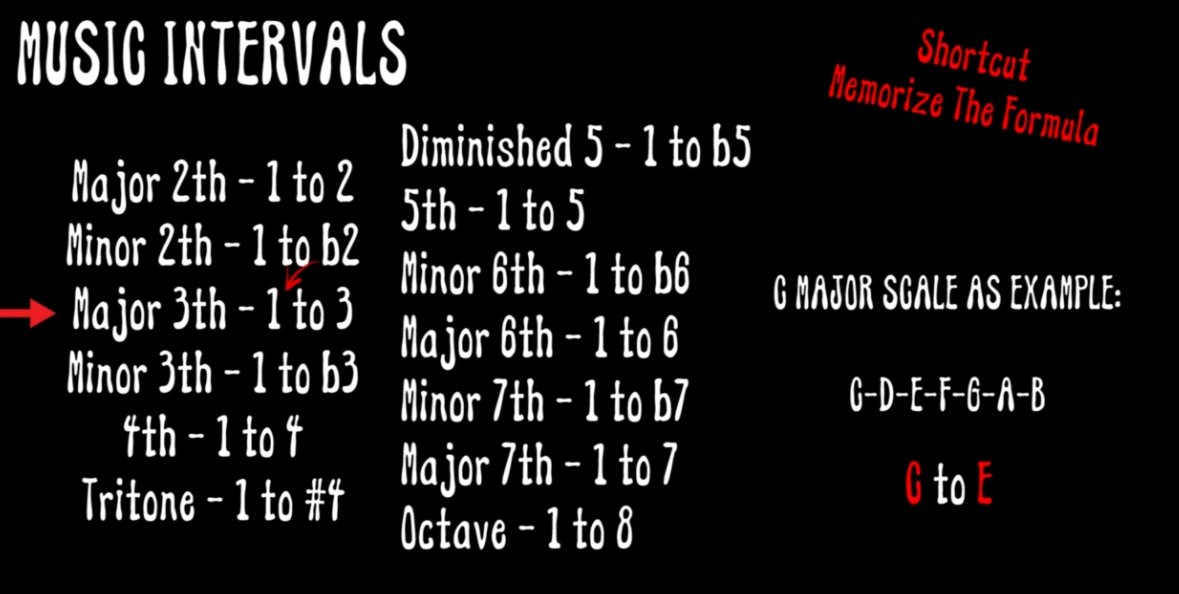 MUSIC INTERVALS
Shortcut
Memorize The Formula
Major 2th - 1 to 2
Minor 2th - 1 to b2
Major 3th - 1 to 3
Minor 3th - 1 to b3
4th - 1 to 4
Tritone - 1 to #4
Diminished 5 - 1 to b5
5th - 1 to 5
Minor 6th - 1 to b6
Major 6th - 1 to 6
Minor 7th - 1 to b7
Major 7th - 1 to 7
Octave - 1 to 8
C MAJOR SCALE AS EXAMPLE:
C-D-E-F-G-A-B
C to E